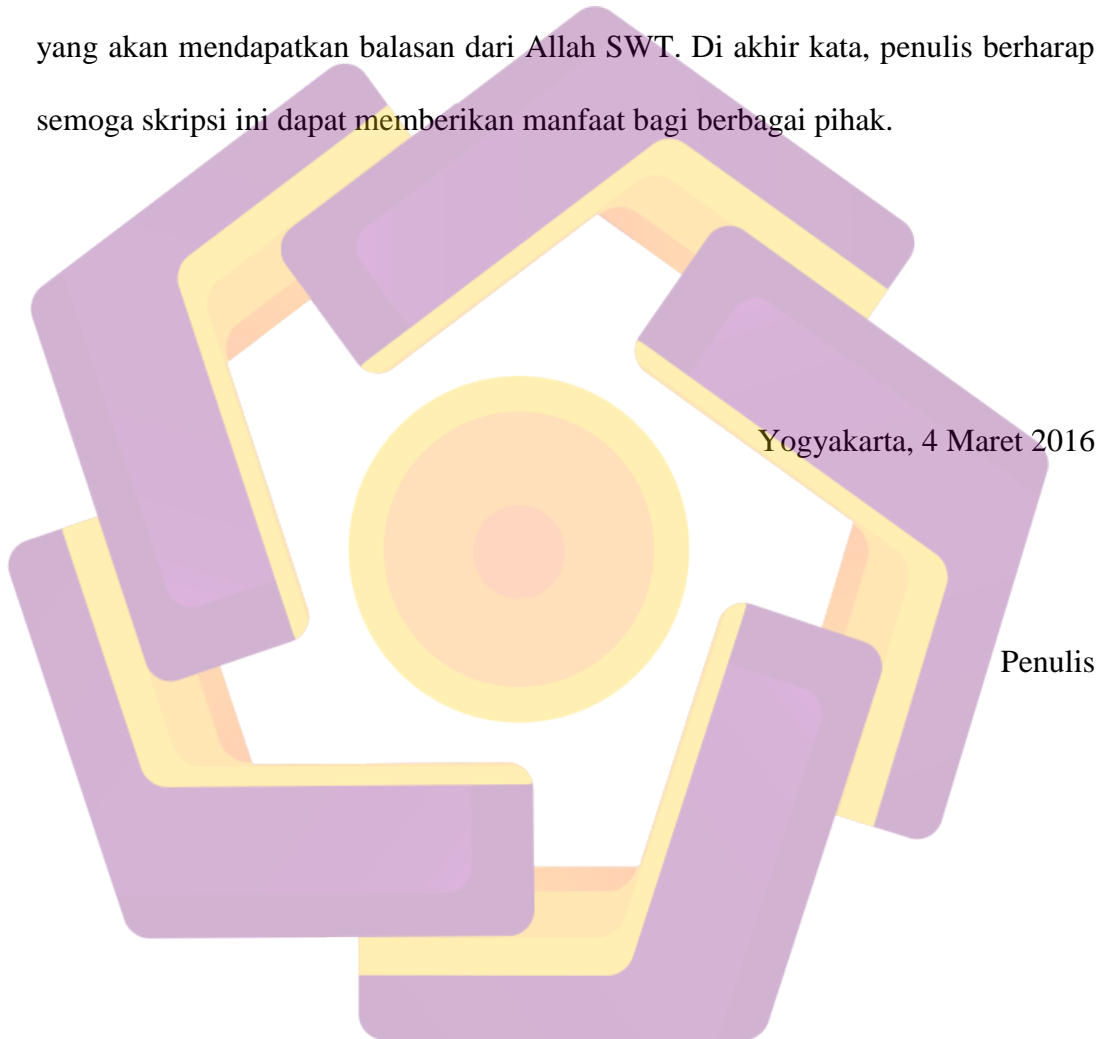 yang akan mendapatkan balasan dari Allah SWT. Di akhir kata, penulis berharap
semoga skripsi ini dapat memberikan manfaat bagi berbagai pihak.
Yogyakarta, 4 Maret 2016
Penulis